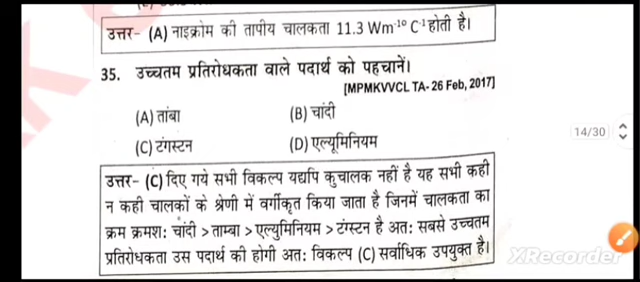 उत्तर- (A) नाइक्रोम की तापीय चालकता 11.3 Wm⁻¹⁰ C⁻¹ होती है।
35. उच्चतम प्रतिरोधकता वाले पदार्थ को पहचानें।
[MPMKVVCL TA- 26 Feb, 2017]
(A) तांबा (B) चांदी
(C) टंगस्टन (D) एल्यूमिनियम
14/30
उत्तर- (C) दिए गये सभी विकल्प यद्यपि कुचालक नहीं है यह सभी कही
न कही चालकों के श्रेणी में वर्गीकृत किया जाता है जिनमें चालकता का
क्रम क्रमश: चांदी > ताम्बा > एल्युमिनियम > टंग्स्टन है अत: सबसे उच्चतम
प्रतिरोधकता उस पदार्थ की होगी अत: विकल्प (C) सर्वाधिक उपयुक्त है।
XRecorder